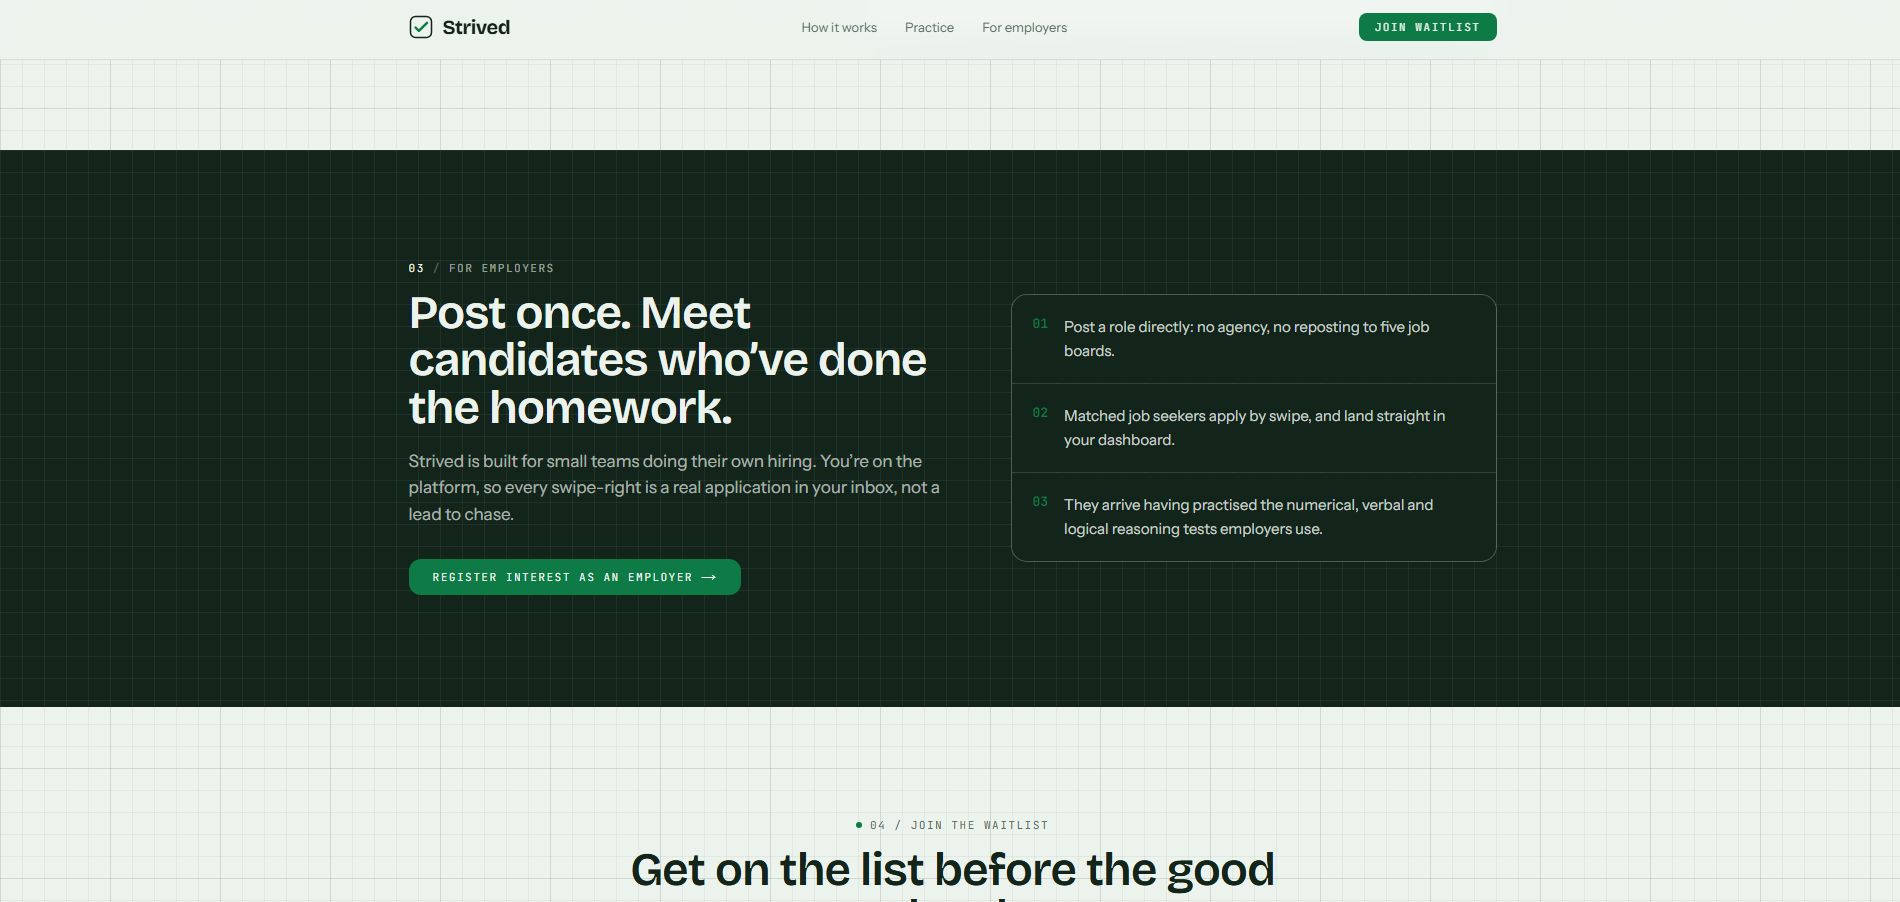 Strived
How it works
Practice
For employers
JOIN WAITLIST
03 / FOR EMPLOYERS
Post once. Meet
candidates who’ve done
the homework.
Strived is built for small teams doing their own hiring. You’re on the
platform, so every swipe-right is a real application in your inbox, not a
lead to chase.
REGISTER INTEREST AS AN EMPLOYER →
01
Post a role directly: no agency, no reposting to five job
boards.
02
Matched job seekers apply by swipe, and land straight in
your dashboard.
03
They arrive having practised the numerical, verbal and
logical reasoning tests employers use.
04 / JOIN THE WAITLIST
Get on the list before the good